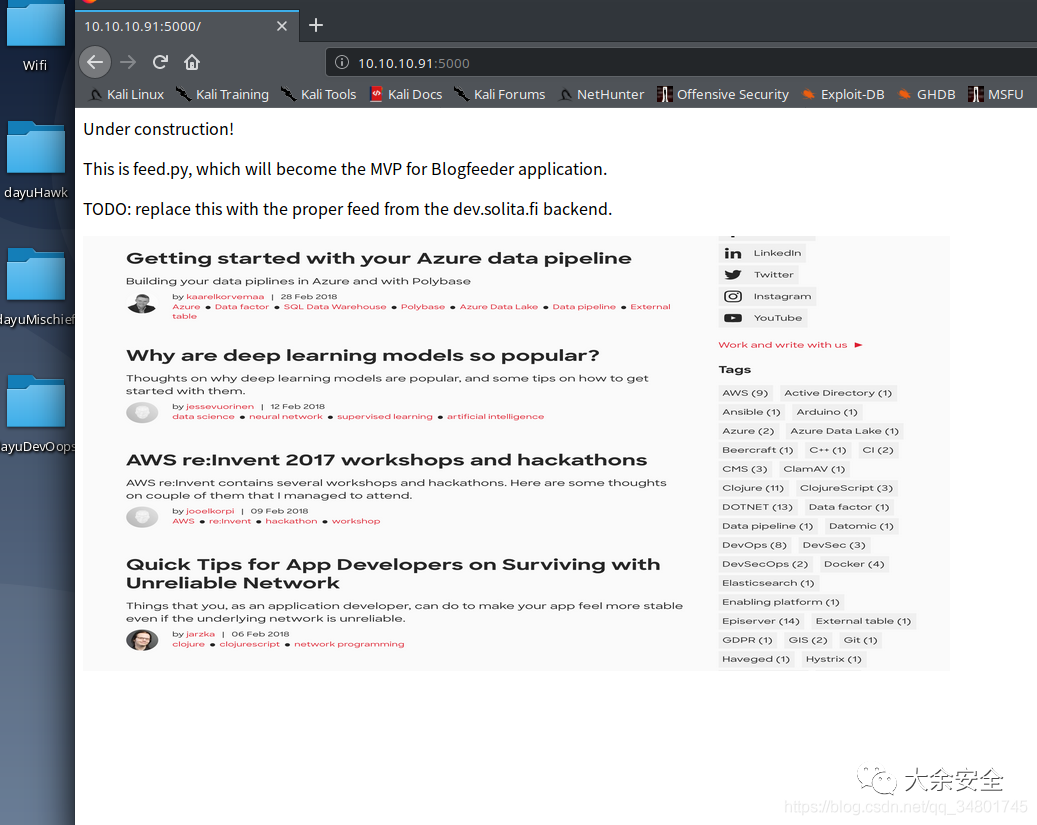 10.10.10.91:5000/
10.10.10.91:5000
Kali Linux Kali Training Kali Tools Kali Docs Kali Forums NetHunter Offensive Security Exploit-DB GHDB MSFU
Wifi
dayuHawk
dayuMischief
ayuDevOops
Under construction!
This is feed.py, which will become the MVP for Blogfeeder application.
TODO: replace this with the proper feed from the dev.solita.fi backend.
Getting started with your Azure data pipeline
Building your data piplines in Azure and with Polybase
by kaarelkorvemaa | 28 Feb 2018
Azure ● Data factor ● SQL Data Warehouse ● Polybase ● Azure Data Lake ● Data pipeline ● External
table
Why are deep learning models so popular?
Thoughts on why deep learning models are popular, and some tips on how to get
started with them.
by jessevuorinen | 12 Feb 2018
data science ● neural network ● supervised learning ● artificial intelligence
AWS re:Invent 2017 workshops and hackathons
AWS re:Invent contains several workshops and hackathons. Here are some thoughts
on couple of them that I managed to attend.
by jooelkorpi | 09 Feb 2018
AWS ● re:Invent ● hackathon ● workshop
Quick Tips for App Developers on Surviving with
Unreliable Network
Things that you, as an application developer, can do to make your app feel more stable
even if the underlying network is unreliable.
by jarzka | 06 Feb 2018
clojure ● clojurescript ● network programming
LinkedIn
Twitter
Instagram
YouTube
Work and write with us ►
Tags
AWS (9) Active Directory (1)
Ansible (1) Arduino (1)
Azure (2) Azure Data Lake (1)
Beercraft (1) C++ (1) CI (2)
CMS (3) ClamAV (1)
Clojure (11) ClojureScript (3)
DOTNET (13) Data factor (1)
Data pipeline (1) Datomic (1)
DevOps (8) DevSec (3)
DevSecOps (2) Docker (4)
Elasticsearch (1)
Enabling platform (1)
Episerver (14) External table (1)
GDPR (1) GIS (2) Git (1)
Haveged (1) Hystrix (1)
大余安全
https://blog.csdn.net/qq_34801745